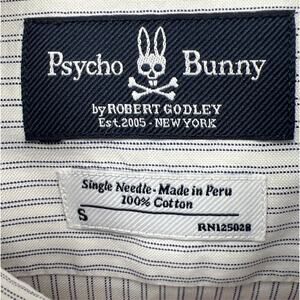 Psycho Bunny
by ROBERT GODLEY
Est. 2005 - NEW YORK
Single Needle - Made in Peru
100% Cotton
S
RN125028